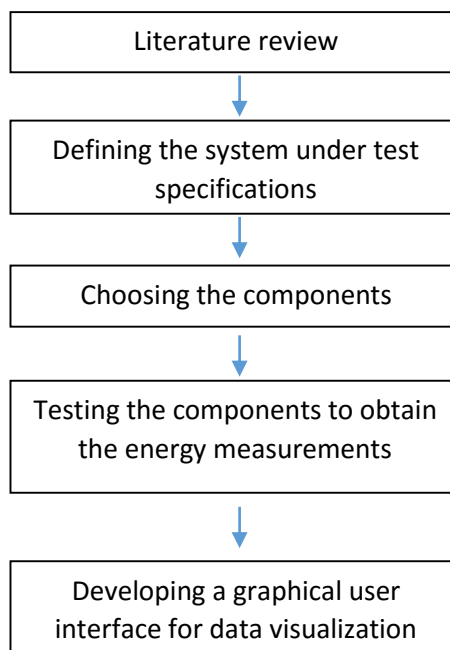 Literature review
Defining the system under test
specifications
Choosing the components
Testing the components to obtain
the energy measurements
Developing a graphical user
interface for data visualization